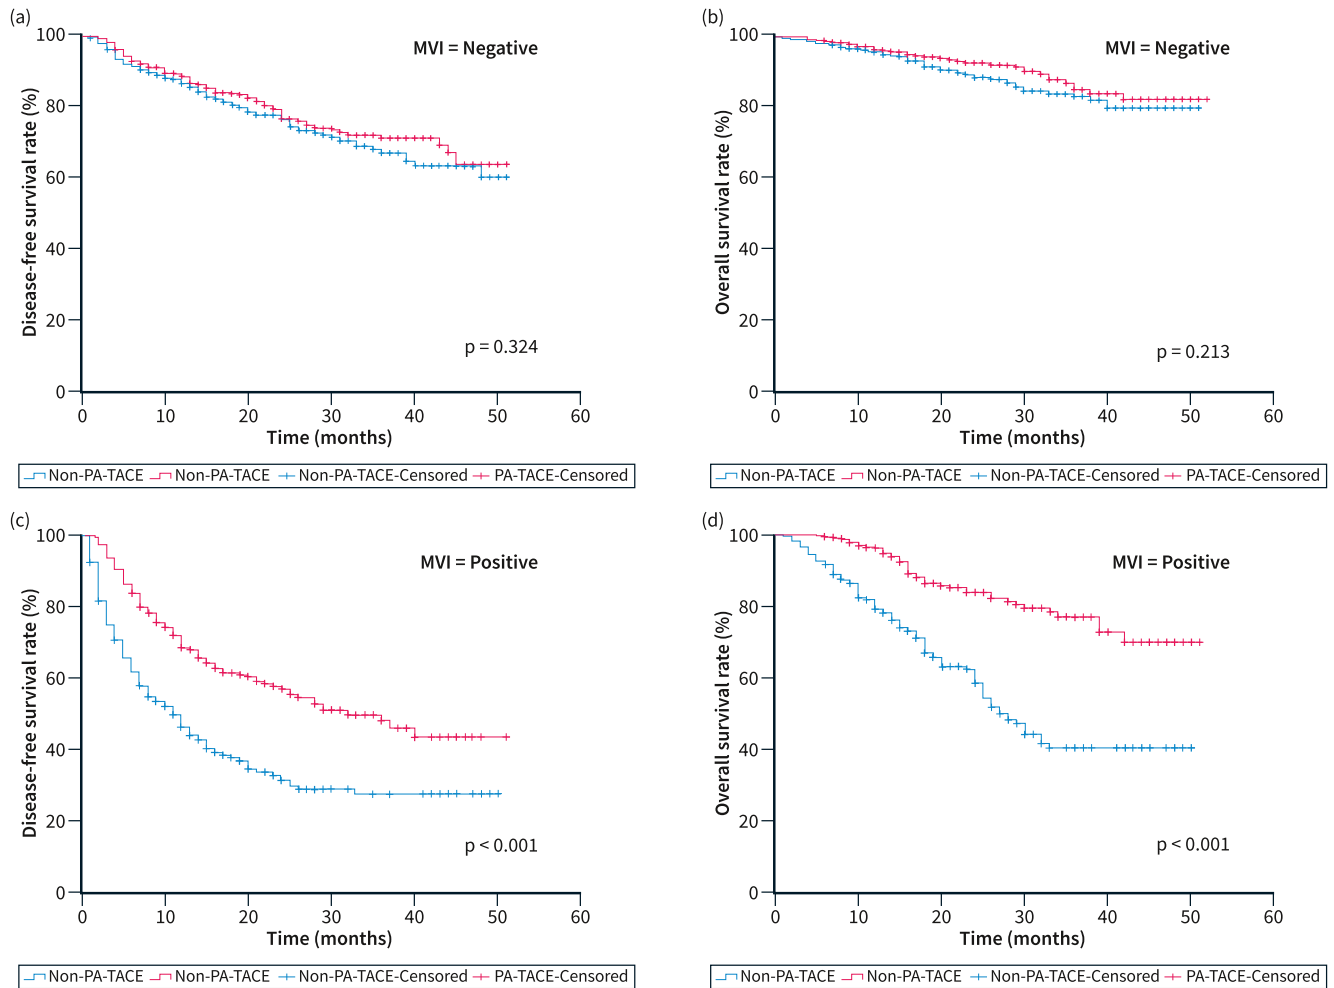 (a)
MVI = Negative
Disease-free survival rate (%)
100
80
60
40
20
0
p = 0.324
0 10 20 30 40 50 60
Time (months)
Non-PA-TACE Non-PA-TACE Non-PA-TACE-Censored PA-TACE-Censored
(b)
MVI = Negative
Overall survival rate (%)
100
80
60
40
20
0
p = 0.213
0 10 20 30 40 50 60
Time (months)
Non-PA-TACE Non-PA-TACE Non-PA-TACE-Censored PA-TACE-Censored
(c)
MVI = Positive
Disease-free survival rate (%)
100
80
60
40
20
0
p < 0.001
0 10 20 30 40 50 60
Time (months)
Non-PA-TACE Non-PA-TACE Non-PA-TACE-Censored PA-TACE-Censored
(d)
MVI = Positive
Overall survival rate (%)
100
80
60
40
20
0
p < 0.001
0 10 20 30 40 50 60
Time (months)
Non-PA-TACE Non-PA-TACE Non-PA-TACE-Censored PA-TACE-Censored